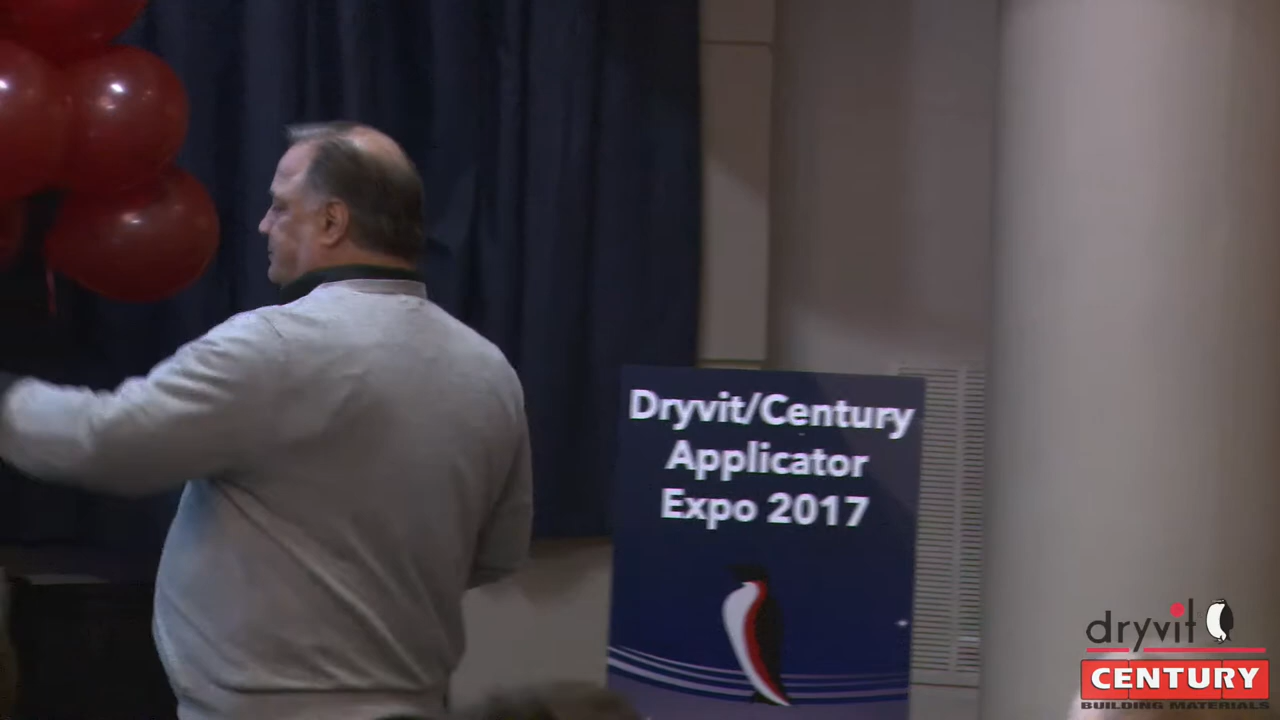 Dryvit/Century
Applicator
Expo 2017
dryvit
CENTURY
BUILDING MATERIALS